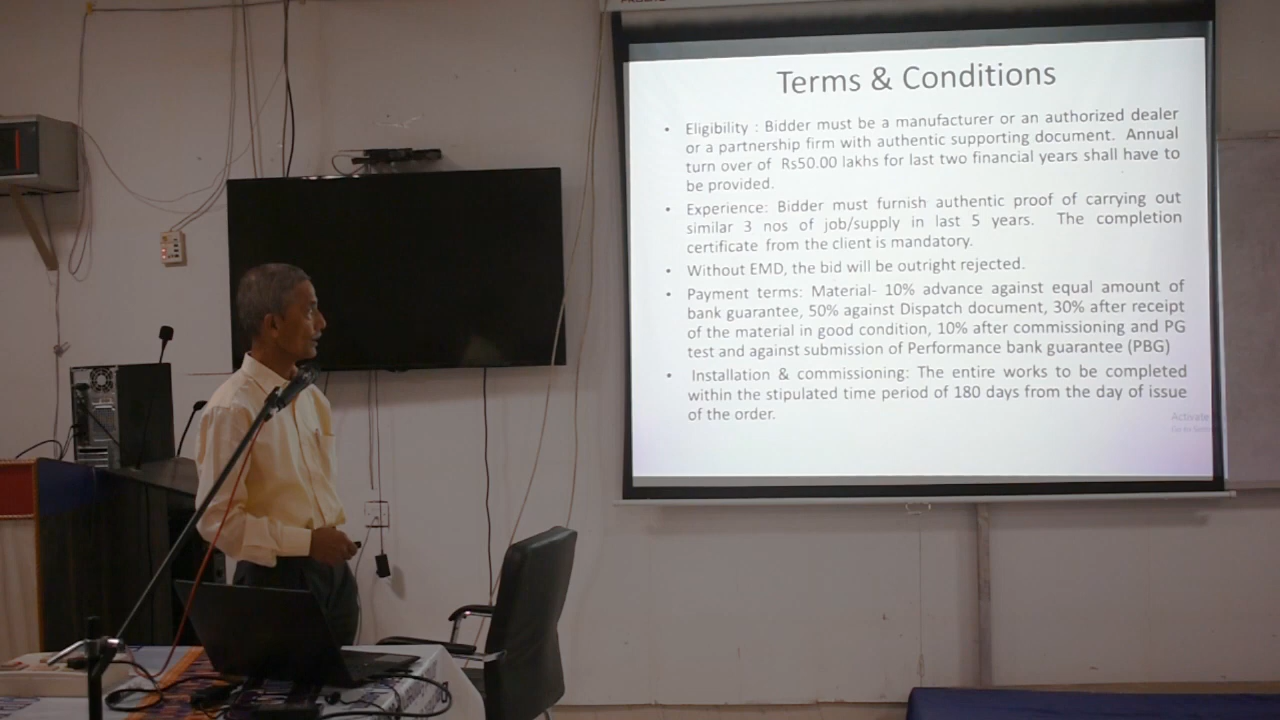 Terms & Conditions
• Eligibility : Bidder must be a manufacturer or an authorized dealer
or a partnership firm with authentic supporting document. Annual
turn over of Rs50.00 lakhs for last two financial years shall have to
be provided.
• Experience: Bidder must furnish authentic proof of carrying out
similar 3 nos of job/supply in last 5 years. The completion
certificate from the client is mandatory.
• Without EMD, the bid will be outright rejected.
• Payment terms: Material- 10% advance against equal amount of
bank guarantee, 50% against Dispatch document, 30% after receipt
of the material in good condition, 10% after commissioning and PG
test and against submission of Performance bank guarantee (PBG)
• Installation & commissioning: The entire works to be completed
within the stipulated time period of 180 days from the day of issue
of the order.
Activate